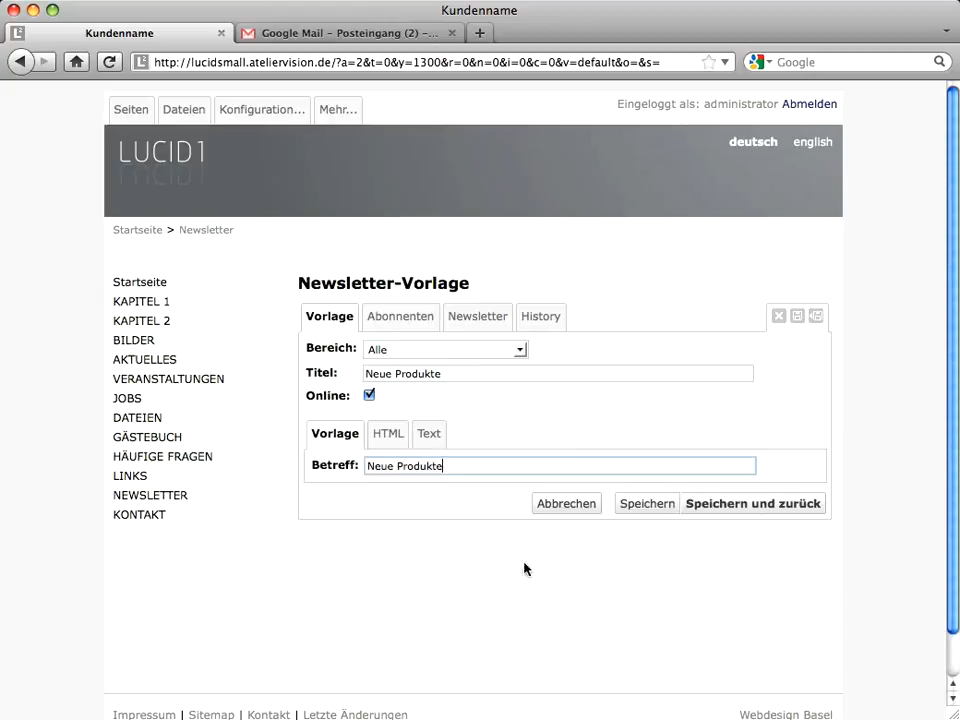 Kundenname
Kundenname
Google Mail – Posteingang (2) –...
http://lucidsmall.ateliervision.de/?a=2&t=0&y=1300&r=0&n=0&i=0&c=0&v=default&o=&s=
Google
Seiten
Dateien
Konfiguration...
Mehr...
Eingeloggt als: administrator Abmelden
LUCID1
deutsch english
Startseite > Newsletter
Startseite
KAPITEL 1
KAPITEL 2
BILDER
AKTUELLES
VERANSTALTUNGEN
JOBS
DATEIEN
GÄSTEBUCH
HÄUFIGE FRAGEN
LINKS
NEWSLETTER
KONTAKT
Newsletter-Vorlage
Vorlage Abonnenten Newsletter History
Bereich: Alle
Titel: Neue Produkte
Online:
Vorlage HTML Text
Betreff: Neue Produkte
Abbrechen Speichern Speichern und zurück
Impressum | Sitemap | Kontakt | Letzte Änderungen
Webdesign Basel